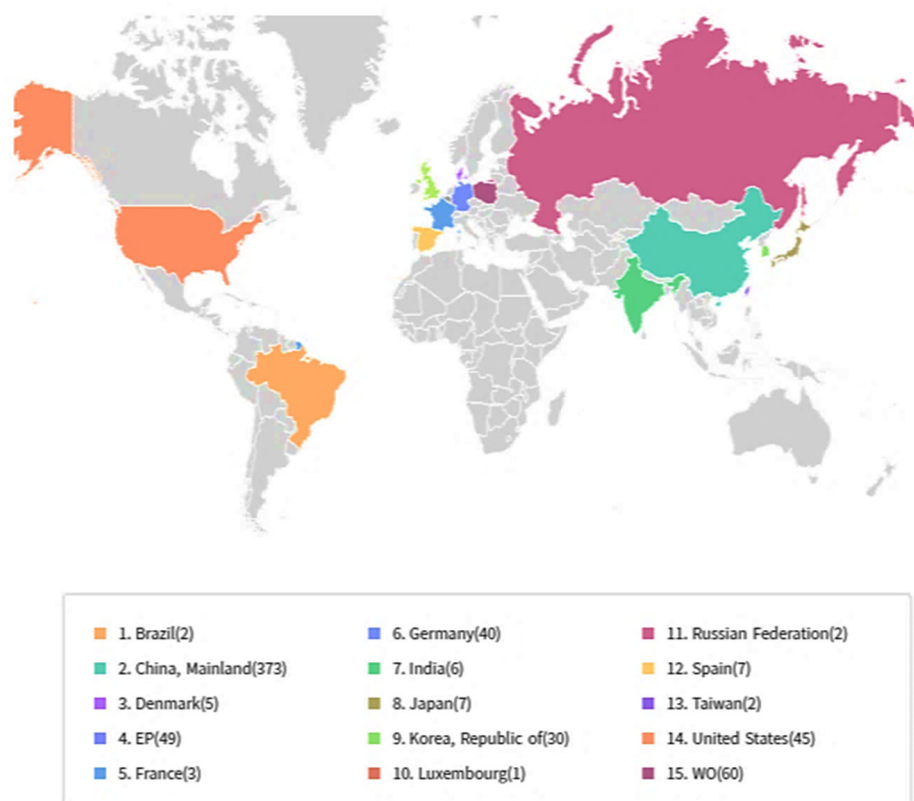 1. Brazil(2)
2. China, Mainland(373)
3. Denmark(5)
4. EP(49)
5. France(3)
6. Germany(40)
7. India(6)
8. Japan(7)
9. Korea, Republic of(30)
10. Luxembourg(1)
11. Russian Federation(2)
12. Spain(7)
13. Taiwan(2)
14. United States(45)
15. WO(60)